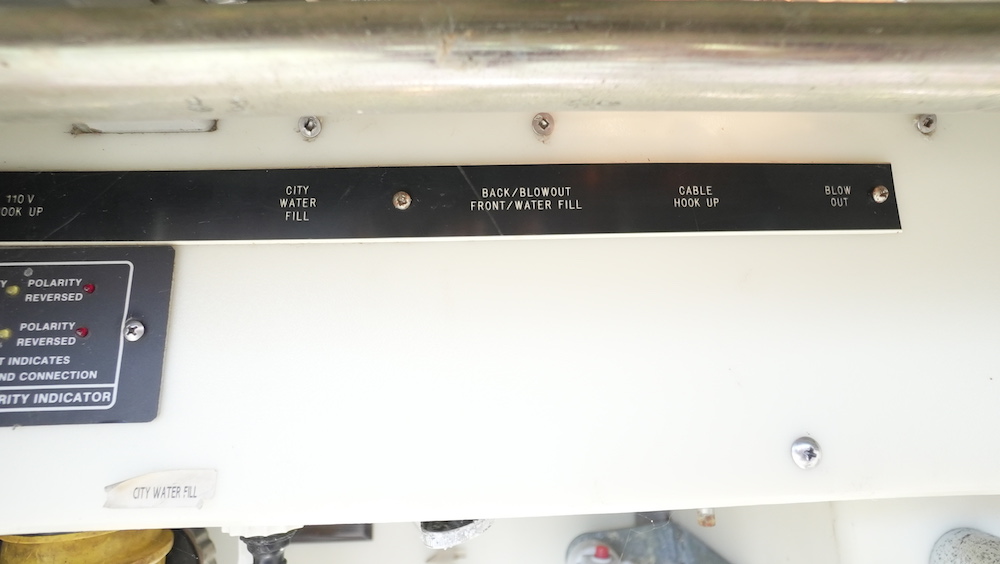 110 V
HOOK UP
CITY
WATER
FILL
BACK/BLOWOUT
FRONT/WATER FILL
CABLE
HOOK UP
BLOW
OUT
POLARITY
REVERSED
POLARITY
REVERSED
INDICATES
CONNECTION
INDICATOR
CITY WATER FILL